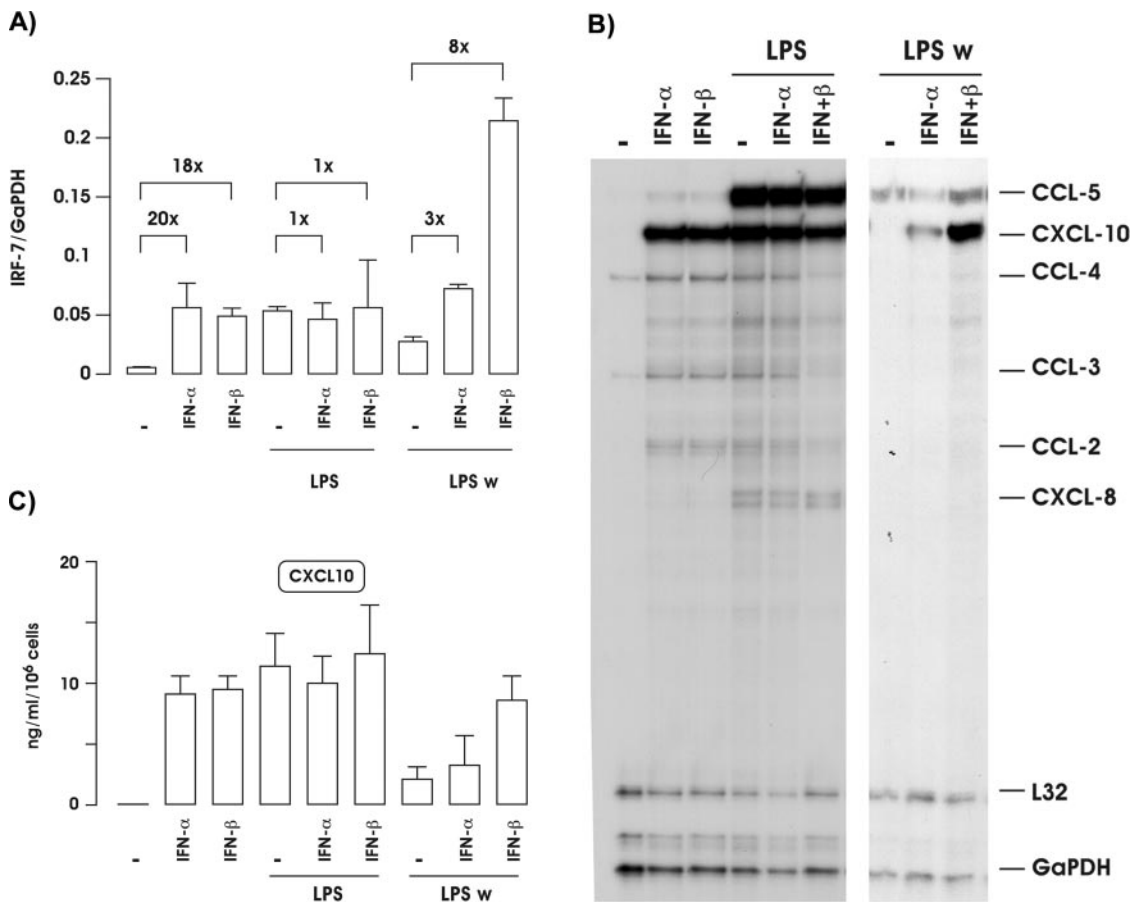 A)
8x
0.25
0.2
18x
1x
0.15
20x
1x
3x
0.1
0.05
0
IRF-7/GaPDH
-
IFN-α
IFN-β
-
IFN-α
IFN-β
-
IFN-α
IFN-β
LPS
LPS w
B)
LPS
LPS w
-
IFN-α
IFN-β
-
IFN-α
IFN+β
-
IFN-α
IFN+β
CCL-5
CXCL-10
CCL-4
CCL-3
CCL-2
CXCL-8
L32
GaPDH
C)
20
CXCL10
10
0
ng/ml/10⁶ cells
-
IFN-α
IFN-β
-
IFN-α
IFN-β
-
IFN-α
IFN-β
LPS
LPS w